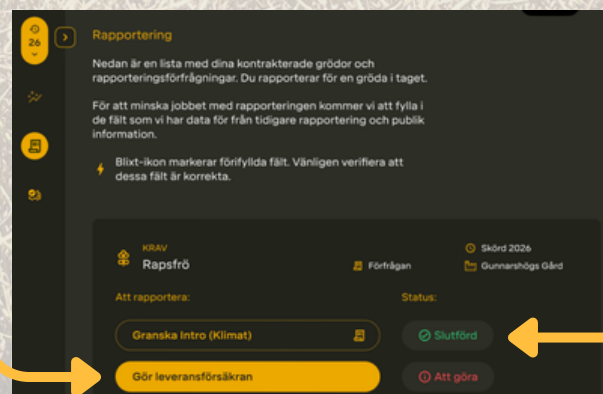 26
Rapportering
Nedan är en lista med dina kontrakterade grödor och
rapporteringsförfrågningar. Du rapporterar för en gröda i taget.
För att minska jobbet med rapporteringen kommer vi att fylla i
de fält som vi har data för från tidigare rapportering och publik
information.
Blixt-ikon markerar förifyllda fält. Vänligen verifiera att
dessa fält är korrekta.
KRAV
Rapsfrö
Förfrågan
Skörd 2026
Gunnarshögs Gård
Att rapportera:
Status:
Granska Intro (Klimat)
Slutförd
Gör leveransförsäkran
Att göra